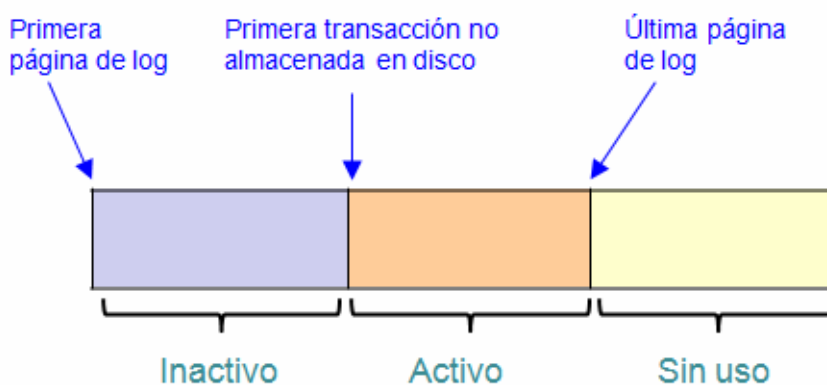 Primera
página de log
Primera transacción no
almacenada en disco
Última página
de log
Inactivo
Activo
Sin uso